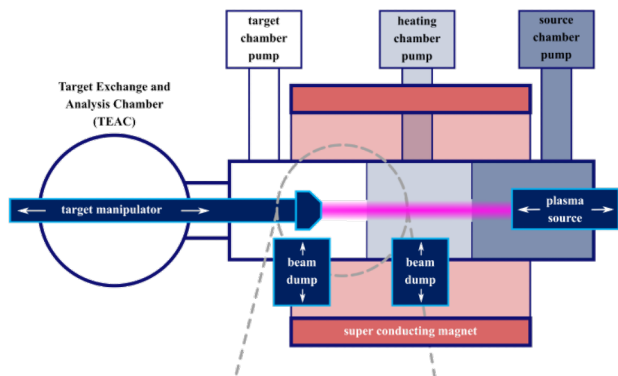 target
chamber
pump
heating
chamber
pump
source
chamber
pump
Target Exchange and
Analysis Chamber
(TEAC)
target manipulator
plasma
source
beam
dump
beam
dump
super conducting magnet